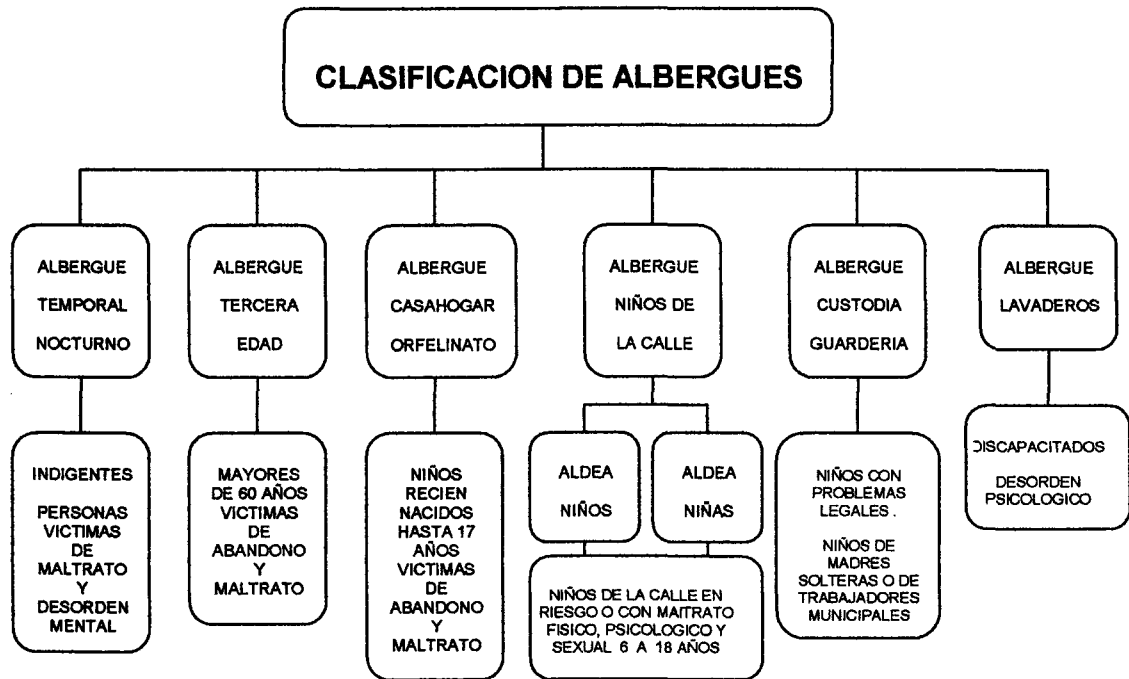 CLASIFICACION DE ALBERGUES
ALBERGUE
TEMPORAL
NOCTURNO
ALBERGUE
TERCERA
EDAD
ALBERGUE
CASAHOGAR
ORFELINATO
ALBERGUE
NIÑOS DE
LA CALLE
ALBERGUE
CUSTODIA
GUARDERIA
ALBERGUE
LAVADEROS
INDIGENTES
PERSONAS
VICTIMAS
DE
MALTRATO
Y
DESORDEN
MENTAL
MAYORES
DE 60 AÑOS
VICTIMAS
DE
ABANDONO
Y
MALTRATO
NIÑOS
RECIEN
NACIDOS
HASTA 17
AÑOS
VICTIMAS
DE
ABANDONO
Y
MALTRATO
ALDEA
NIÑOS
ALDEA
NIÑAS
NIÑOS DE LA CALLE EN
RIESGO O CON MAITRATO
FISICO, PSICOLOGICO Y
SEXUAL 6 A 18 AÑOS
NIÑOS CON
PROBLEMAS
LEGALES .
NIÑOS DE
MADRES
SOLTERAS O DE
TRABAJADORES
MUNICIPALES
DISCAPACITADOS
DESORDEN
PSICOLOGICO